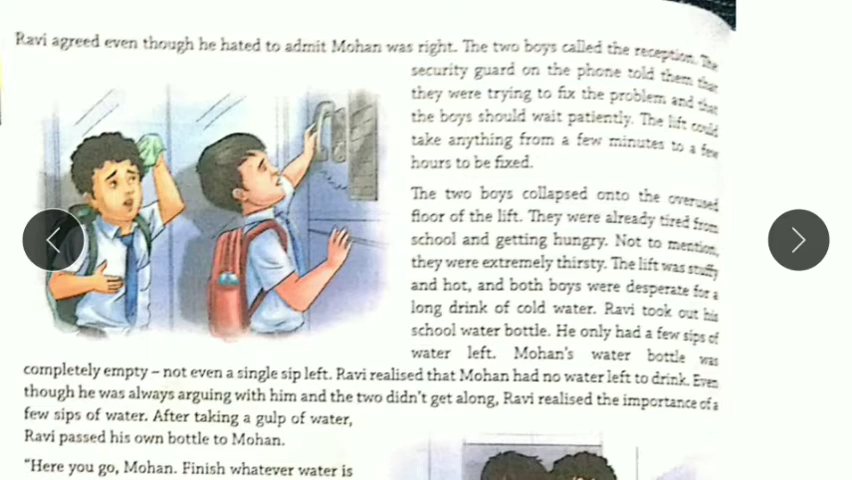 Ravi agreed even though he hated to admit Mohan was right. The two boys called the reception. The
security guard on the phone told them that
they were trying to fix the problem and that
the boys should wait patiently. The lift could
take anything from a few minutes to a few
hours to be fixed.
The two boys collapsed onto the overused
floor of the lift. They were already tired from
school and getting hungry. Not to mention,
they were extremely thirsty. The lift was stuffy
and hot, and both boys were desperate for a
long drink of cold water. Ravi took out his
school water bottle. He only had a few sips of
water left. Mohan's water bottle was
completely empty – not even a single sip left. Ravi realised that Mohan had no water left to drink. Even
though he was always arguing with him and the two didn't get along, Ravi realised the importance of a
few sips of water. After taking a gulp of water,
Ravi passed his own bottle to Mohan.
"Here you go, Mohan. Finish whatever water is